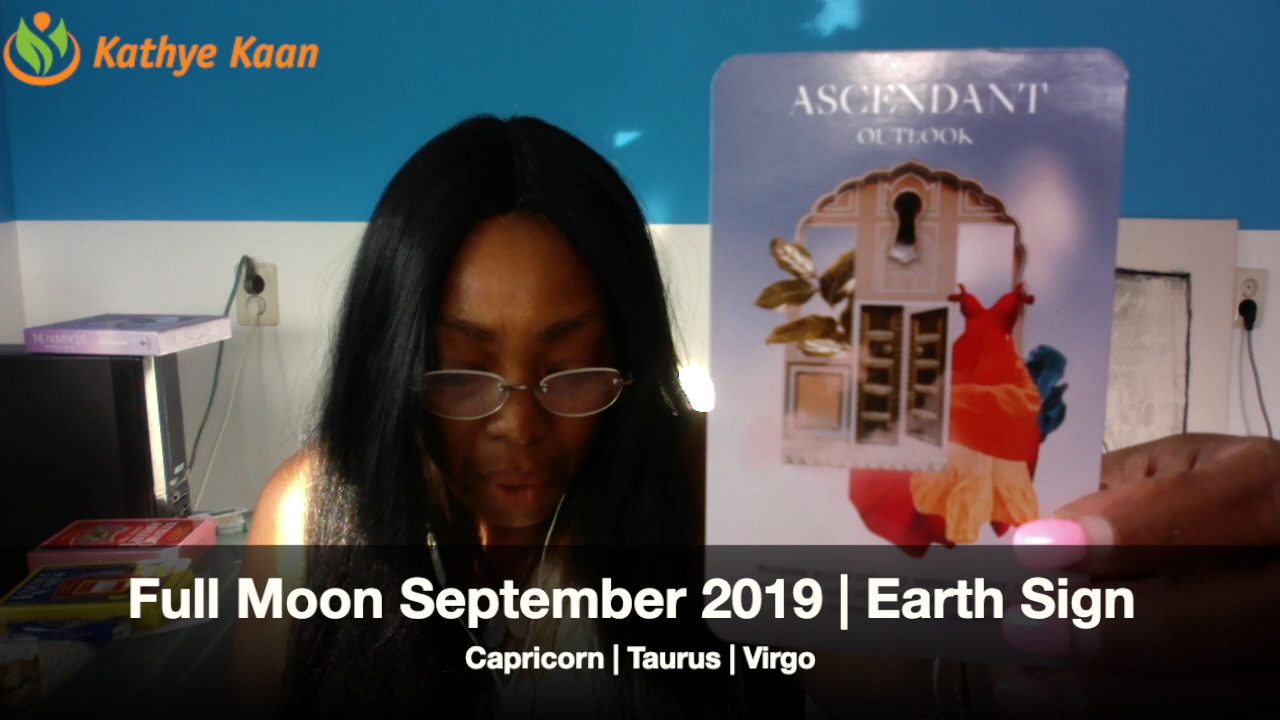 Kathye Kaan
ASCENDANT
OUTLOOK
Full Moon September 2019 | Earth Sign
Capricorn | Taurus | Virgo